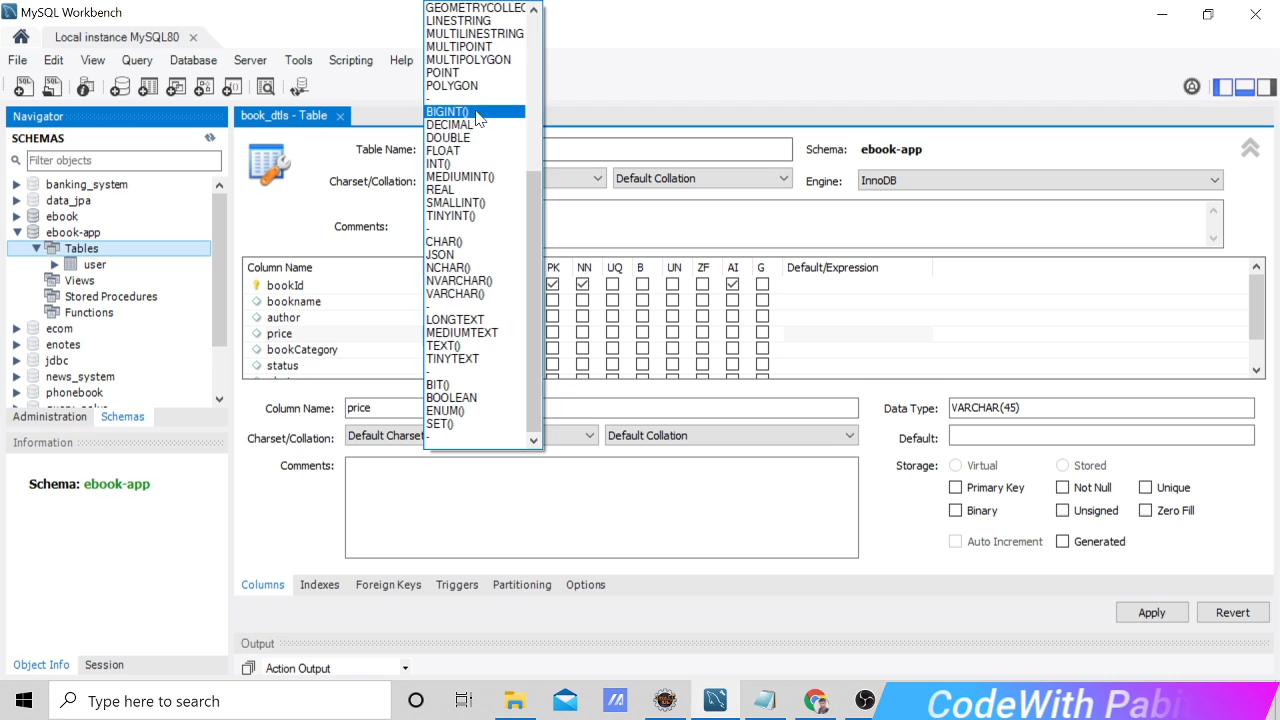 MySQL Workbench
Local instance MySQL80
File Edit View Query Database Server Tools Scripting Help
Navigator
SCHEMAS
Filter objects
banking_system
data_jpa
ebook
ebook-app
Tables
user
Views
Stored Procedures
Functions
ecom
enotes
jdbc
news_system
phonebook
Administration Schemas
Information
Schema: ebook-app
Object Info Session
book_dtls - Table
Table Name:
Schema: ebook-app
Charset/Collation:
Default Collation
Engine: InnoDB
Comments:
Column Name PK NN UQ B UN ZF AI G Default/Expression
bookId
bookname
author
price
bookCategory
status
GEOMETRYCOLLEC
LINESTRING
MULTILINESTRING
MULTIPOINT
MULTIPOLYGON
POINT
POLYGON
-
BIGINT()
DECIMAL
DOUBLE
FLOAT
INT()
MEDIUMINT()
REAL
SMALLINT()
TINYINT()
-
CHAR()
JSON
NCHAR()
NVARCHAR()
VARCHAR()
-
LONGTEXT
MEDIUMTEXT
TEXT()
TINYTEXT
-
BIT()
BOOLEAN
ENUM()
SET()
-
Column Name: price
Data Type: VARCHAR(45)
Charset/Collation: Default Charset
Default Collation
Default:
Comments:
Storage: Virtual Stored
Primary Key Not Null Unique
Binary Unsigned Zero Fill
Auto Increment Generated
Columns Indexes Foreign Keys Triggers Partitioning Options
Apply Revert
Output
Action Output
Type here to search
CodeWith Pabi